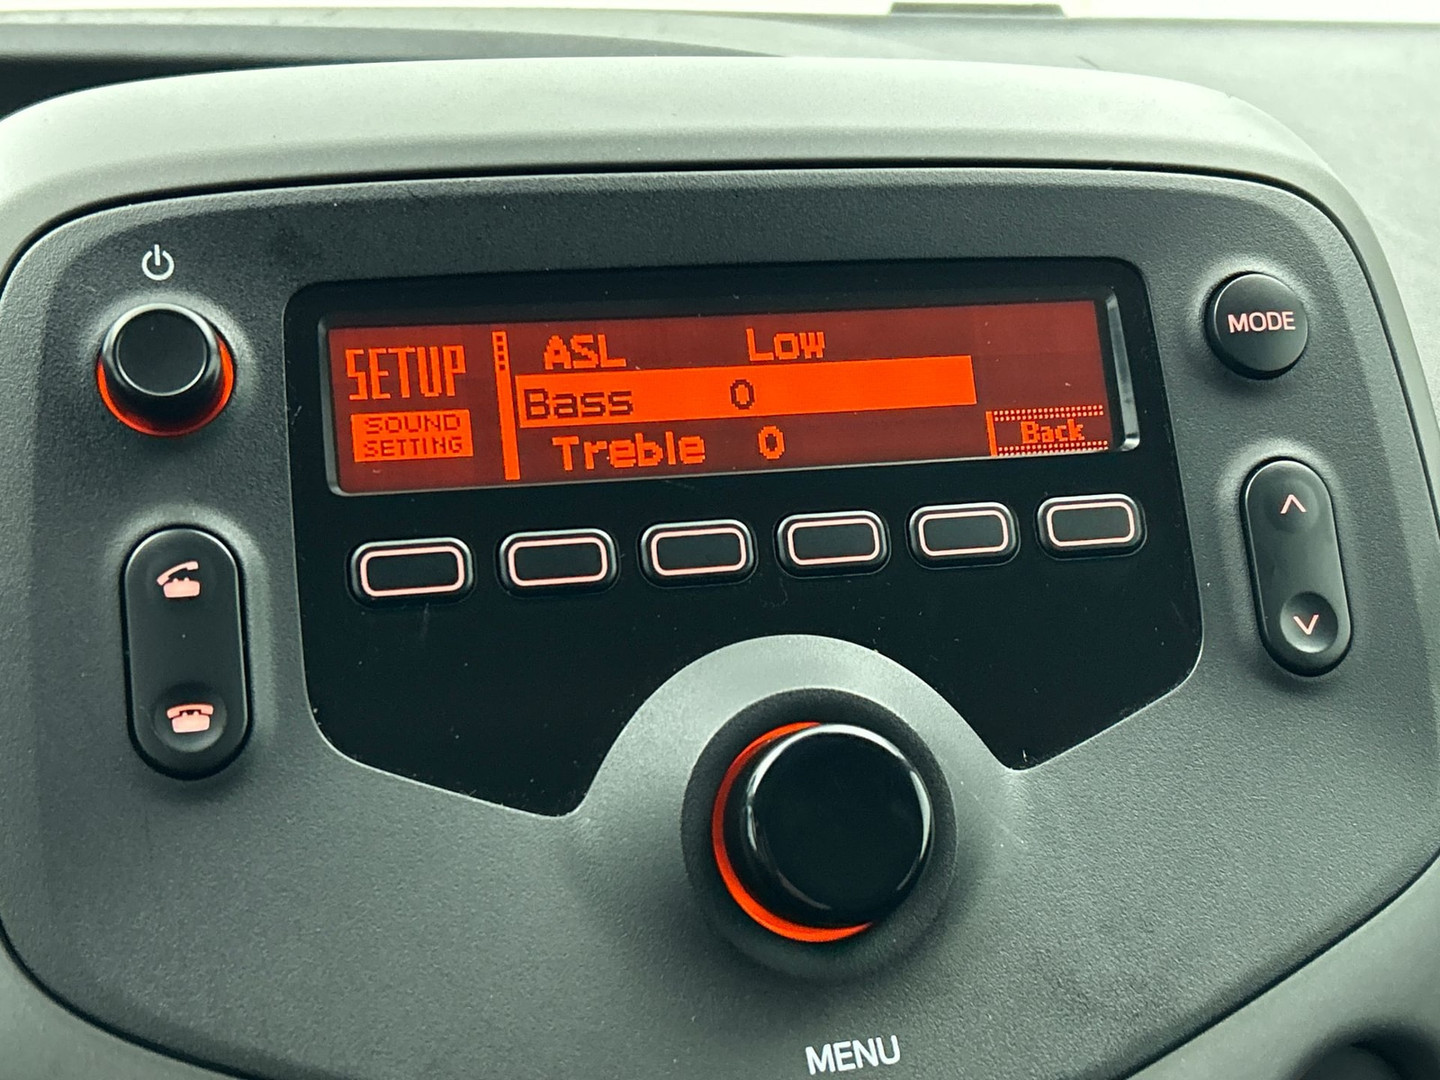 SETUP
SOUND
SETTING
ASL Low
Bass 0
Treble 0
Back
MODE
MENU